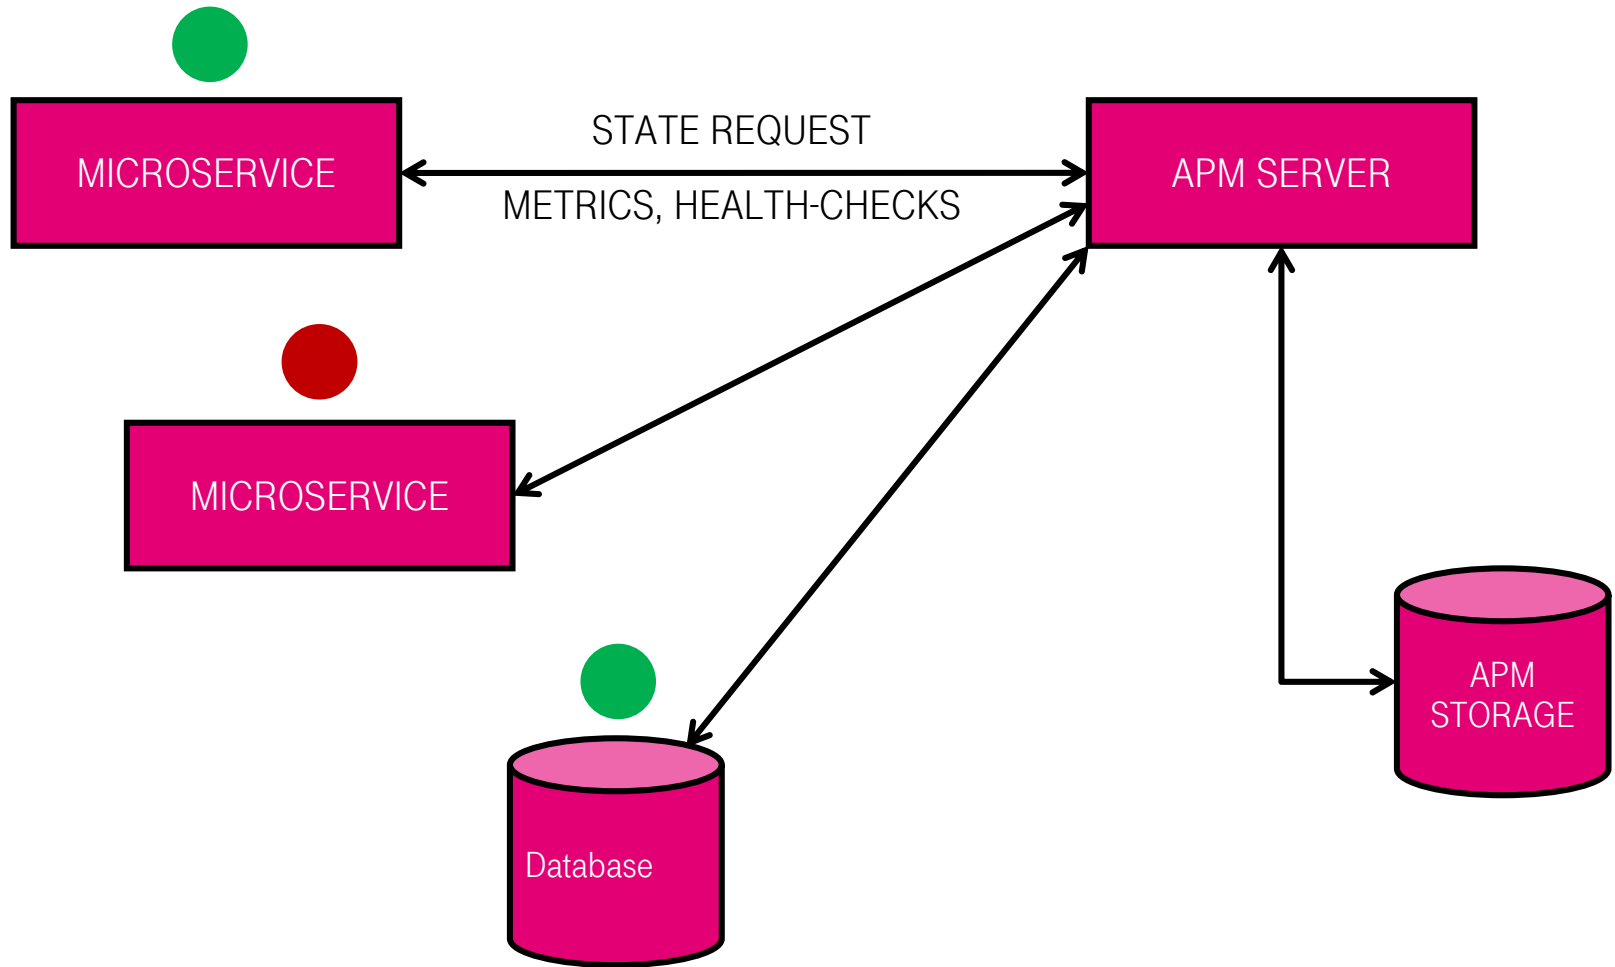 STATE REQUEST
MICROSERVICE
APM SERVER
METRICS, HEALTH-CHECKS
MICROSERVICE
APM
STORAGE
Database